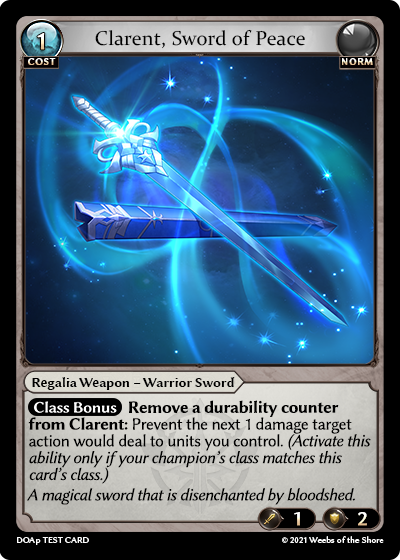 1
COST
Clarent, Sword of Peace
NORM
Regalia Weapon – Warrior Sword
Class Bonus Remove a durability counter
from Clarent: Prevent the next 1 damage target
action would deal to units you control. (Activate this
ability only if your champion's class matches this
card's class.)
A magical sword that is disenchanted by bloodshed.
1 2
DOAp TEST CARD © 2021 Weebs of the Shore